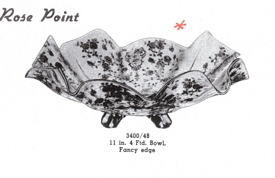 Rose Point
3400/48
11 in. 4 Ftd. Bowl,
Fancy edge